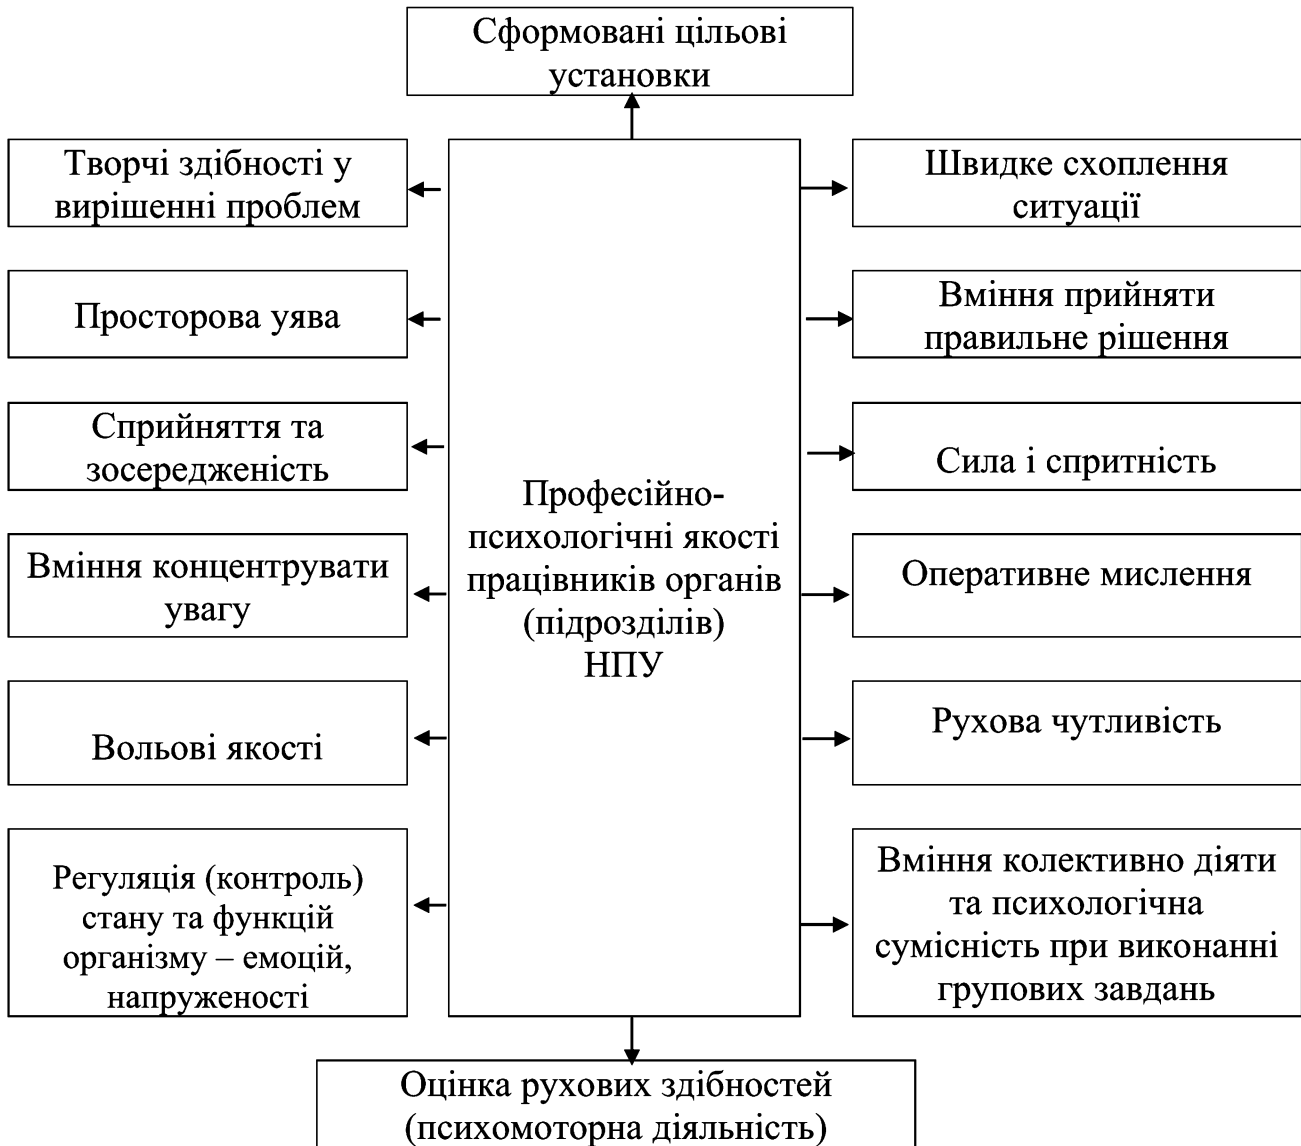 Сформовані цільові
установки
Творчі здібності у
вирішенні проблем
Швидке схоплення
ситуації
Просторова уява
Вміння прийняти
правильне рішення
Сприйняття та
зосередженість
Сила і спритність
Професійно-
психологічні якості
працівників органів
(підрозділів)
НПУ
Вміння концентрувати
увагу
Оперативне мислення
Вольові якості
Рухова чутливість
Регуляція (контроль)
стану та функцій
організму – емоцій,
напруженості
Вміння колективно діяти
та психологічна
сумісність при виконанні
групових завдань
Оцінка рухових здібностей
(психомоторна діяльність)